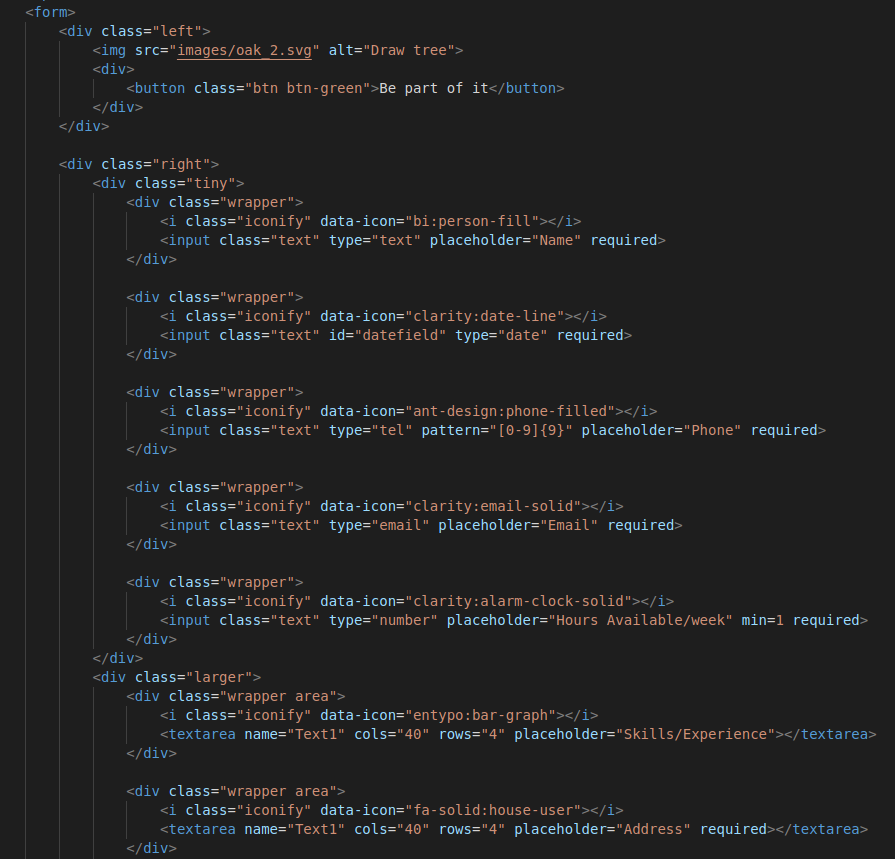 <form>
<div class="left">
<img src="images/oak_2.svg" alt="Draw tree">
<div>
<button class="btn btn-green">Be part of it</button>
</div>
</div>
<div class="right">
<div class="tiny">
<div class="wrapper">
<i class="iconify" data-icon="bi:person-fill"></i>
<input class="text" type="text" placeholder="Name" required>
</div>
<div class="wrapper">
<i class="iconify" data-icon="clarity:date-line"></i>
<input class="text" id="datefield" type="date" required>
</div>
<div class="wrapper">
<i class="iconify" data-icon="ant-design:phone-filled"></i>
<input class="text" type="tel" pattern="[0-9]{9}" placeholder="Phone" required>
</div>
<div class="wrapper">
<i class="iconify" data-icon="clarity:email-solid"></i>
<input class="text" type="email" placeholder="Email" required>
</div>
<div class="wrapper">
<i class="iconify" data-icon="clarity:alarm-clock-solid"></i>
<input class="text" type="number" placeholder="Hours Available/week" min=1 required>
</div>
</div>
<div class="larger">
<div class="wrapper area">
<i class="iconify" data-icon="entypo:bar-graph"></i>
<textarea name="Text1" cols="40" rows="4" placeholder="Skills/Experience"></textarea>
</div>
<div class="wrapper area">
<i class="iconify" data-icon="fa-solid:house-user"></i>
<textarea name="Text1" cols="40" rows="4" placeholder="Address" required></textarea>
</div>